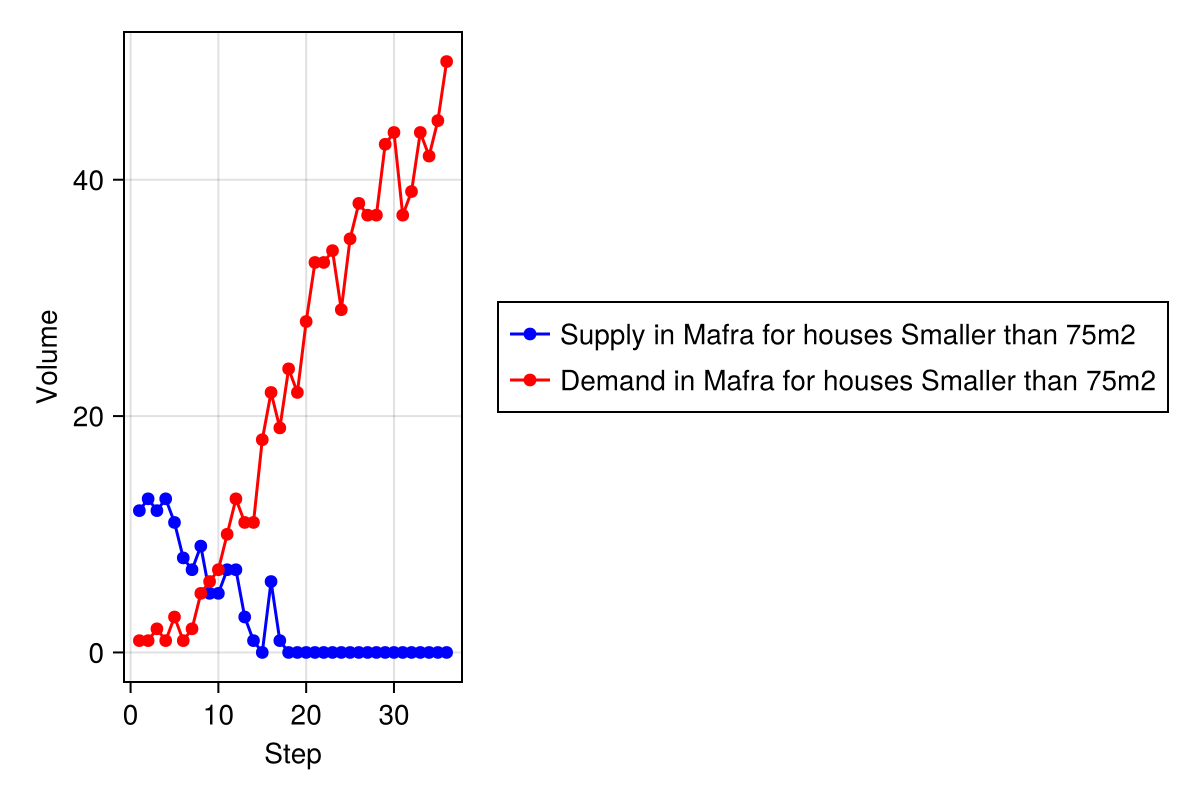 Volume
40
20
0
0 10 20 30
Step
Supply in Mafra for houses Smaller than 75m2
Demand in Mafra for houses Smaller than 75m2